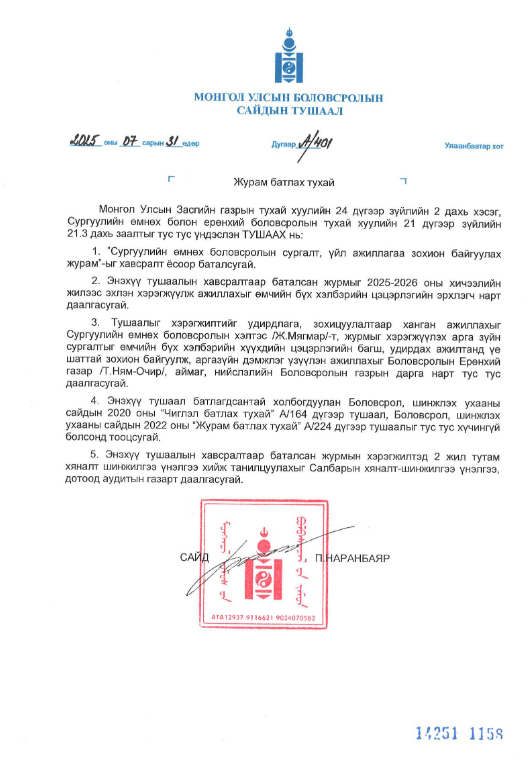 МОНГОЛ УЛСЫН БОЛОВСРОЛЫН
САЙДЫН ТУШААЛ
2025 оны 07 сарын 31 өдөр Дугаар А/401 Улаанбаатар хот
Журам батлах тухай
Монгол Улсын Засгийн газрын тухай хуулийн 24 дүгээр зүйлийн 2 дахь хэсэг,
Сургуулийн өмнөх болон ерөнхий боловсролын тухай хуулийн 21 дүгээр зүйлийн
21.3 дахь заалтыг тус тус үндэслэн ТУШААХ нь:
1. "Сургуулийн өмнөх боловсролын сургалт, үйл ажиллагаа зохион байгуулах
журам"-ыг хавсралт ёсоор баталсугай.
2. Энэхүү тушаалын хавсралтаар баталсан журмыг 2025-2026 оны хичээлийн
жилээс эхлэн хэрэгжүүлж ажиллахыг өмчийн бүх хэлбэрийн цэцэрлэгийн эрхлэгч нарт
даалгасугай.
3. Тушаалыг хэрэгжилтийг удирдлага, зохицуулалтаар ханган ажиллахыг
Сургуулийн өмнөх боловсролын хэлтэс /Ж.Мягмар/-т, журмыг хэрэгжүүлэх арга зүйн
сургалтыг өмчийн бүх хэлбэрийн хүүхдийн цэцэрлэгийн багш, удирдах ажилтанд үе
шаттай зохион байгуулж, аргазүйн дэмжлэг үзүүлэн ажиллахыг Боловсролын Ерөнхий
газар /Т.Ням-Очир/, аймаг, нийслэлийн Боловсролын газрын дарга нарт тус тус
даалгасугай.
4. Энэхүү тушаал батлагдсантай холбогдуулан Боловсрол, шинжлэх ухааны
сайдын 2020 оны "Чиглэл батлах тухай" А/164 дүгээр тушаал, Боловсрол, шинжлэх
ухааны сайдын 2022 оны "Журам батлах тухай" А/224 дүгээр тушаалыг тус тус хүчингүй
болсонд тооцсугай.
5. Энэхүү тушаалын хавсралтаар баталсан журмын хэрэгжилтэд 2 жил тутам
хяналт шинжилгээ үнэлгээ хийж танилцуулахыг Салбарын хяналт-шинжилгээ үнэлгээ,
дотоод аудитын газарт даалгасугай.
САЙД П.НАРАНБАЯР
14251 1158